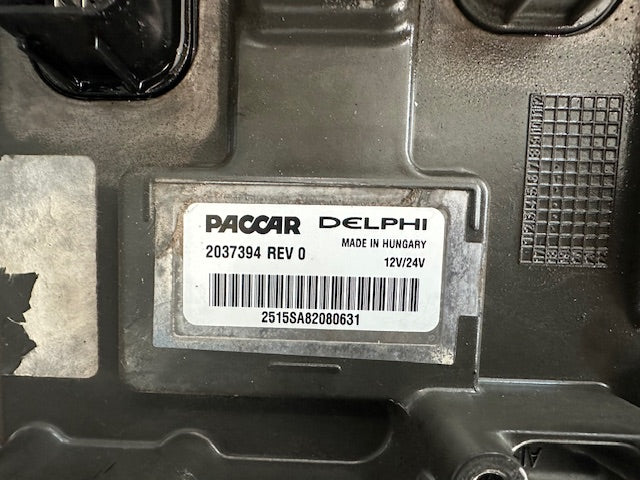 PACCAR DELPHI
MADE IN HUNGARY
2037394 REV 0
12V/24V
2515SA82080631